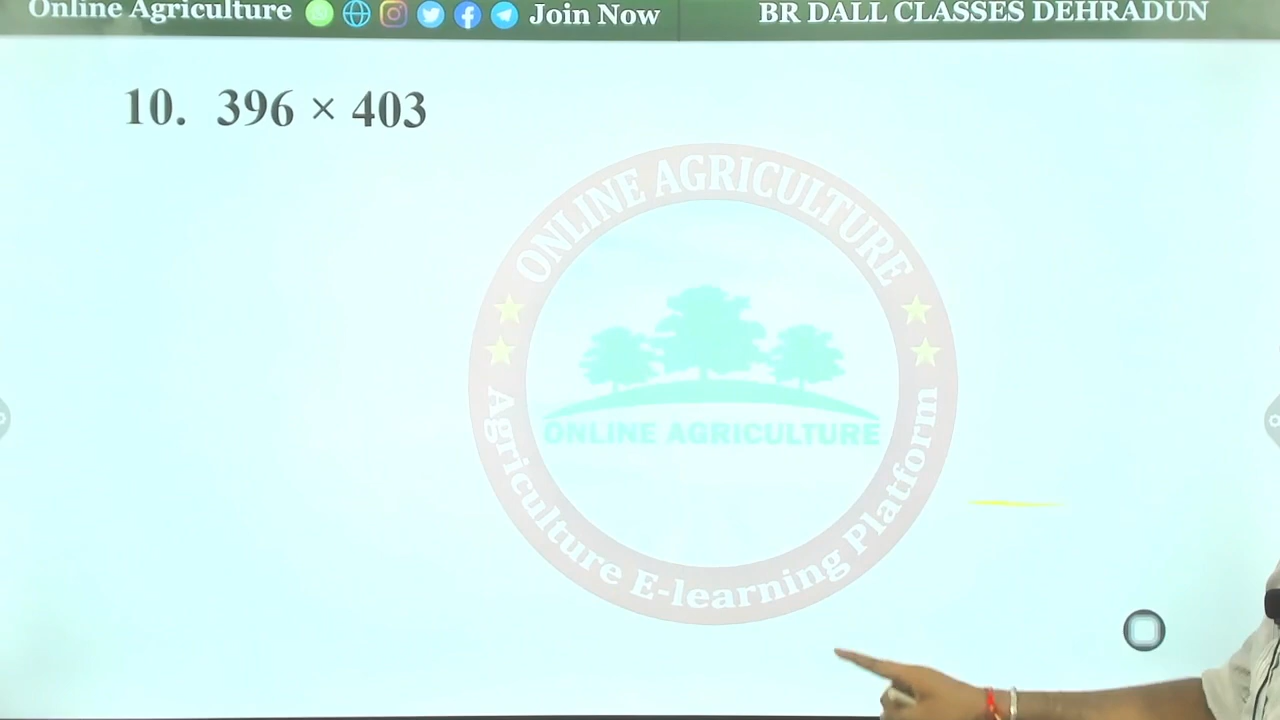 Online Agriculture Join Now BR DALL CLASSES DEHRADUN
10. 396 × 403
ONLINE AGRICULTURE
ONLINE AGRICULTURE
Agriculture E-learning Platform